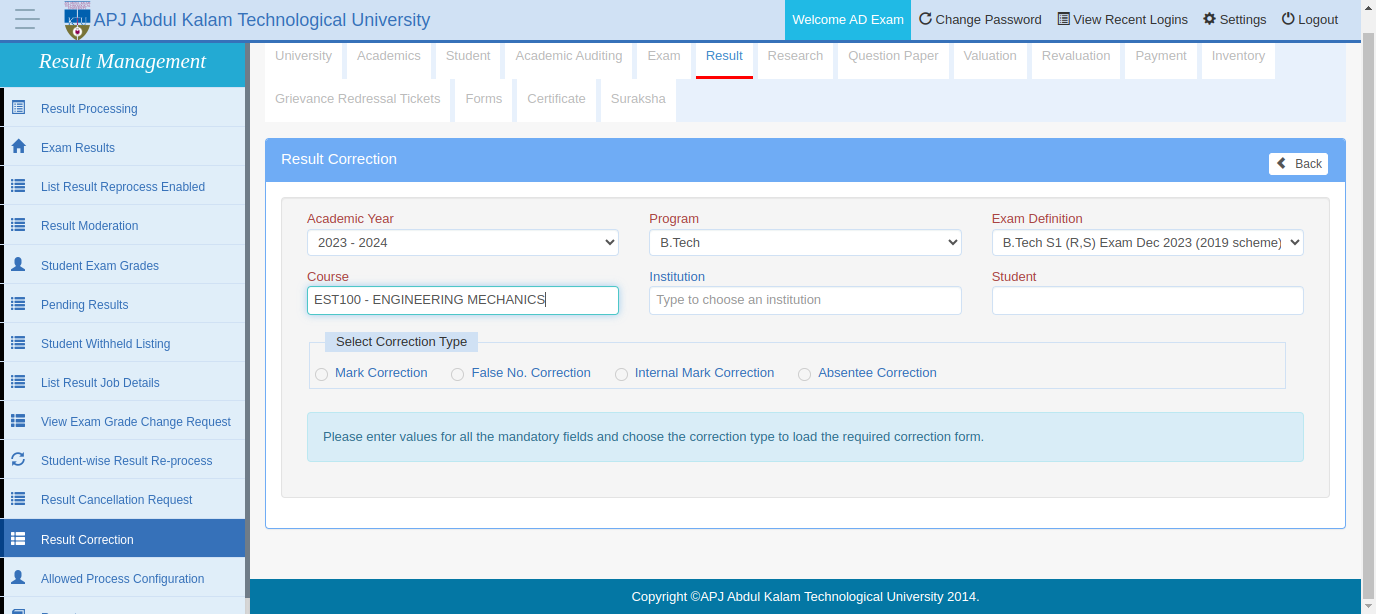 APJ Abdul Kalam Technological University
Welcome AD Exam Change Password View Recent Logins Settings Logout
Result Management
Result Processing
Exam Results
List Result Reprocess Enabled
Result Moderation
Student Exam Grades
Pending Results
Student Withheld Listing
List Result Job Details
View Exam Grade Change Request
Student-wise Result Re-process
Result Cancellation Request
Result Correction
Allowed Process Configuration
University Academics Student Academic Auditing Exam Result Research Question Paper Valuation Revaluation Payment Inventory
Grievance Redressal Tickets Forms Certificate Suraksha
Result Correction
Back
Academic Year Program Exam Definition
2023 - 2024 B.Tech B.Tech S1 (R,S) Exam Dec 2023 (2019 scheme)
Course Institution Student
EST100 - ENGINEERING MECHANICS Type to choose an institution
Select Correction Type
Mark Correction False No. Correction Internal Mark Correction Absentee Correction
Please enter values for all the mandatory fields and choose the correction type to load the required correction form.
Copyright ©APJ Abdul Kalam Technological University 2014.